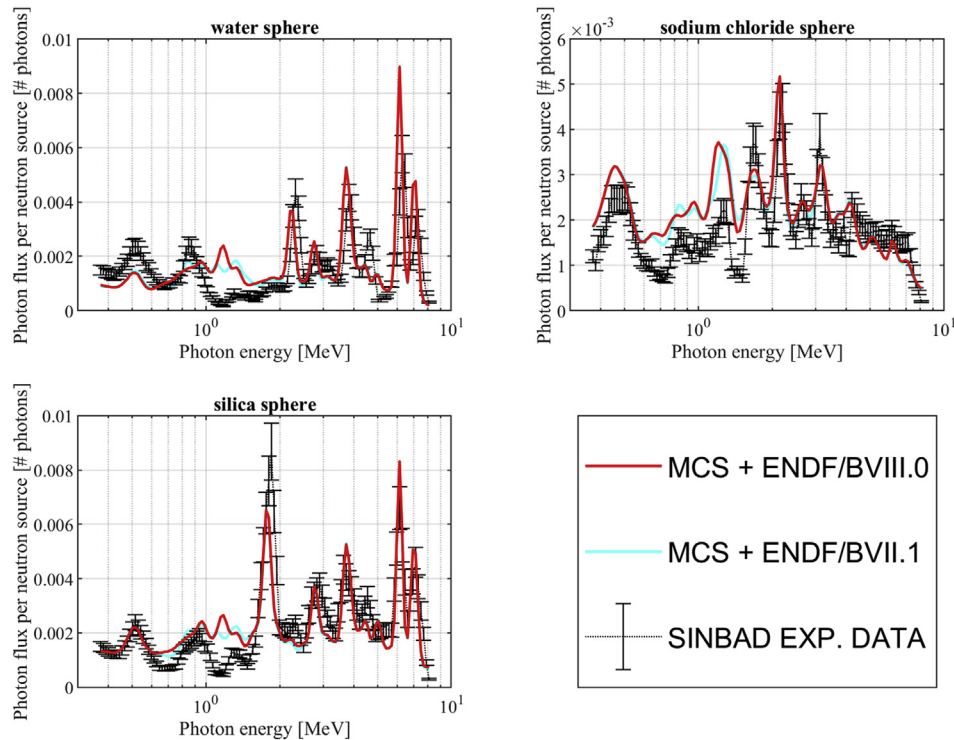 water sphere
Photon flux per neutron source [# photons]
0.01
0.008
0.006
0.004
0.002
0
10^0
10^1
Photon energy [MeV]
sodium chloride sphere
×10^-3
Photon flux per neutron source [# photons]
6
5
4
3
2
1
0
10^0
10^1
Photon energy [MeV]
silica sphere
Photon flux per neutron source [# photons]
0.01
0.008
0.006
0.004
0.002
0
10^0
10^1
Photon energy [MeV]
MCS + ENDF/BVIII.0
MCS + ENDF/BVII.1
SINBAD EXP. DATA